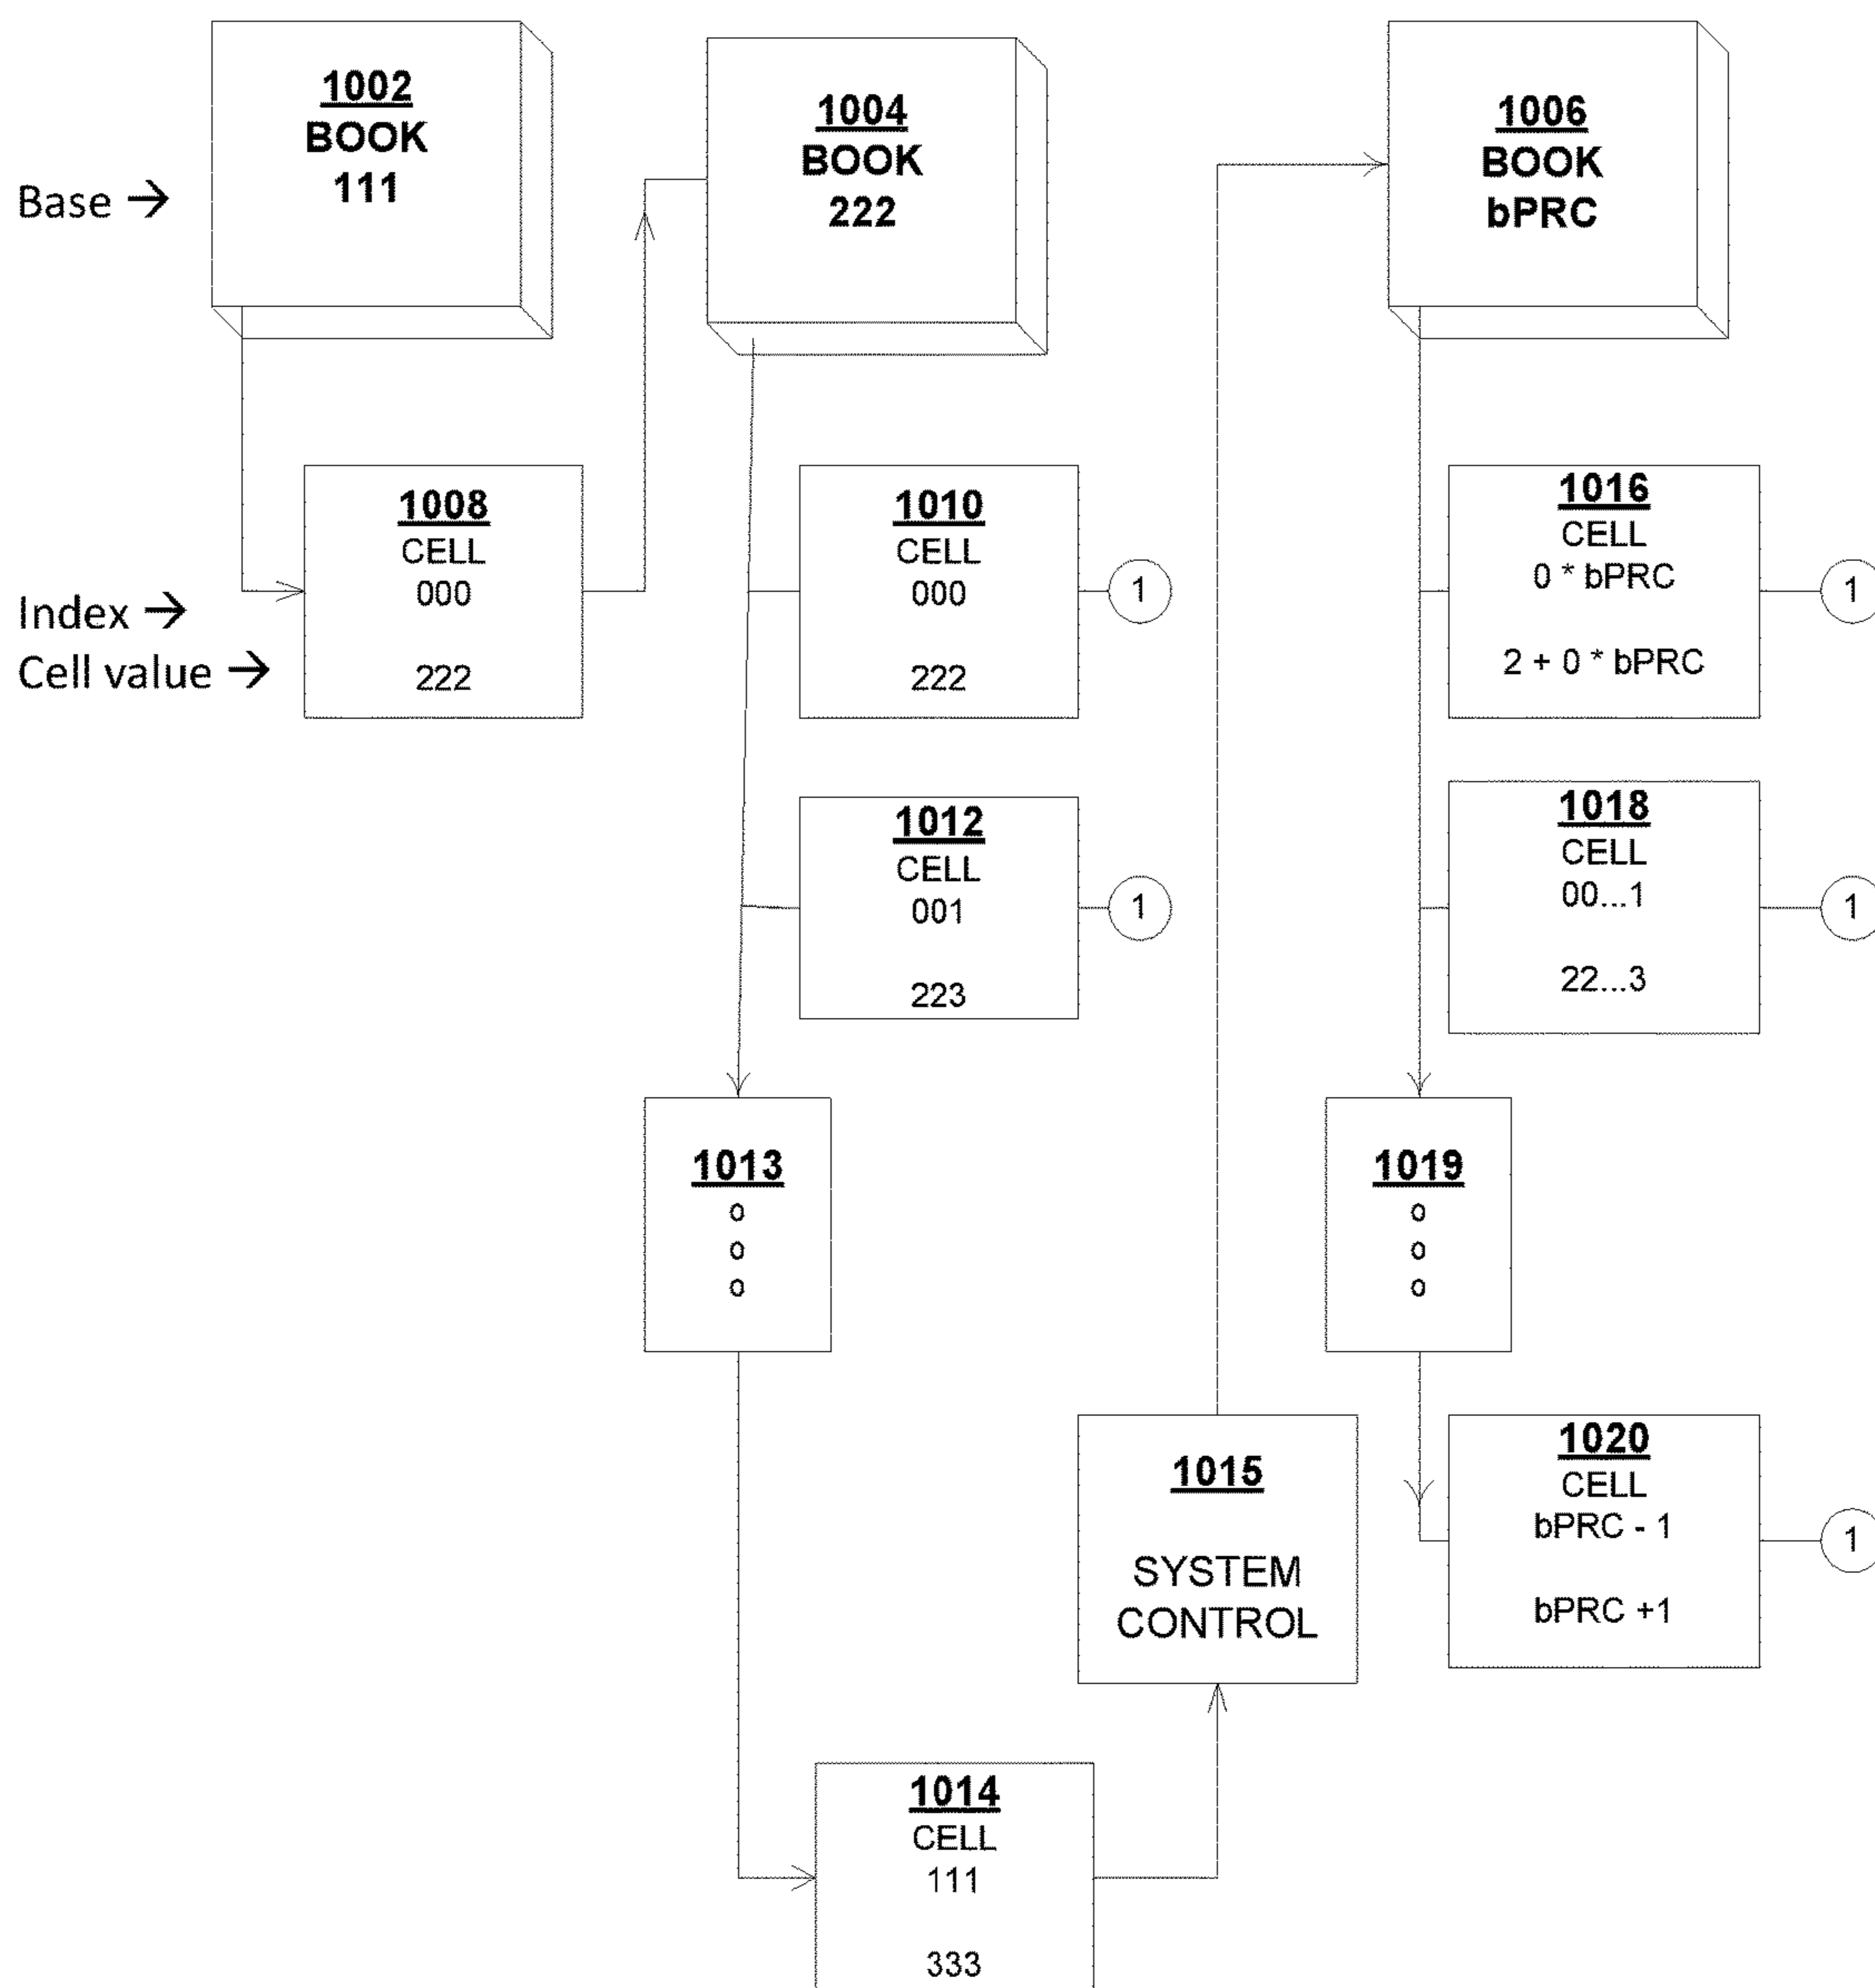 1002
BOOK
111
1004
BOOK
222
1006
BOOK
bPRC
Base →
1008
CELL
000
222
1010
CELL
000
222
1
1016
CELL
0 * bPRC
2 + 0 * bPRC
1
Index →
Cell value →
1012
CELL
001
223
1
1018
CELL
00...1
22...3
1
1013
o
o
o
1019
o
o
o
1015
SYSTEM
CONTROL
1020
CELL
bPRC - 1
bPRC +1
1
1014
CELL
111
333